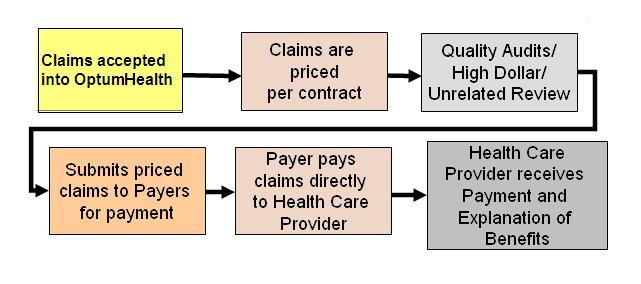 Claims accepted
into OptumHealth
Claims are
priced
per contract
Quality Audits/
High Dollar/
Unrelated Review
Submits priced
claims to Payers
for payment
Payer pays
claims directly
to Health Care
Provider
Health Care
Provider receives
Payment and
Explanation of
Benefits